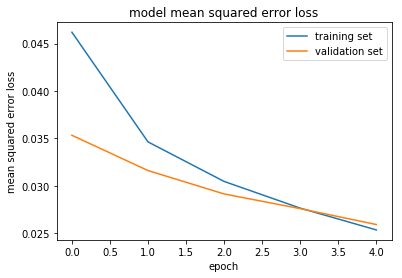 model mean squared error loss
training set
validation set
mean squared error loss
0.045
0.040
0.035
0.030
0.025
0.0 0.5 1.0 1.5 2.0 2.5 3.0 3.5 4.0
epoch